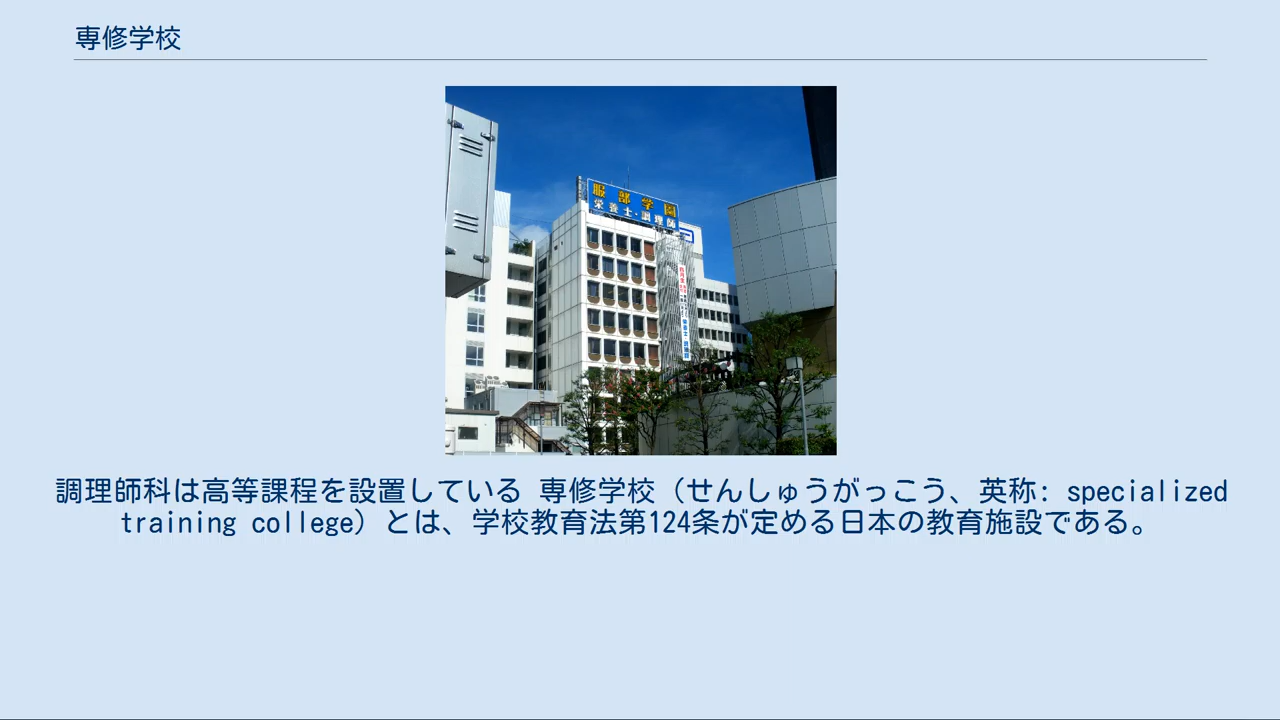 専修学校
服部学園
栄養士・調理師
調理師科は高等課程を設置している 専修学校（せんしゅうがっこう、英称: specialized
training college）とは、学校教育法第124条が定める日本の教育施設である。